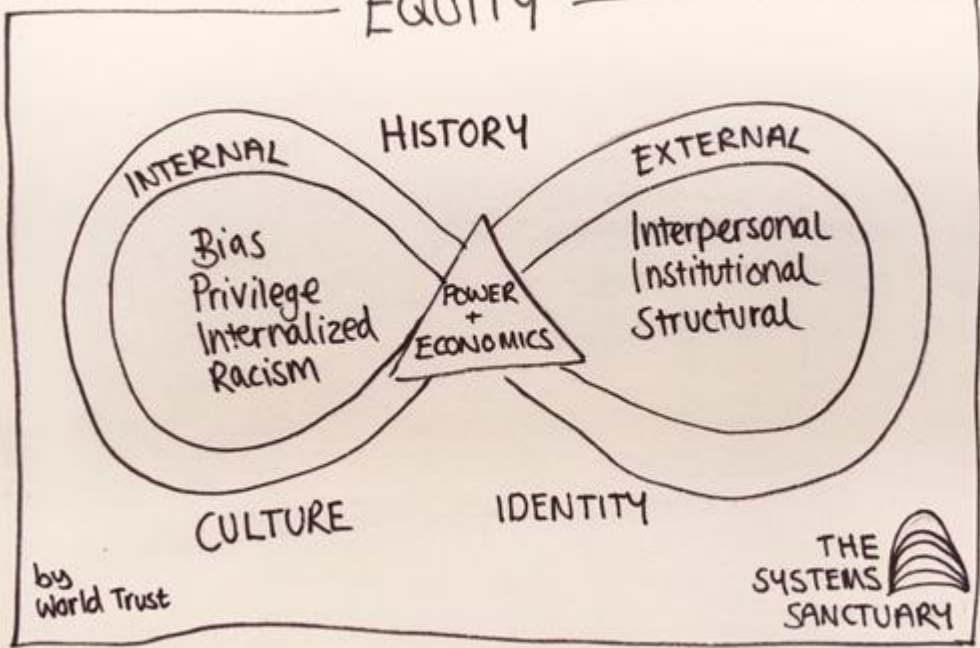 EQUITY
HISTORY
INTERNAL
EXTERNAL
Bias
Privilege
Internalized
Racism
POWER
+
ECONOMICS
Interpersonal
Institutional
Structural
CULTURE
IDENTITY
by
World Trust
THE
SYSTEMS
SANCTUARY